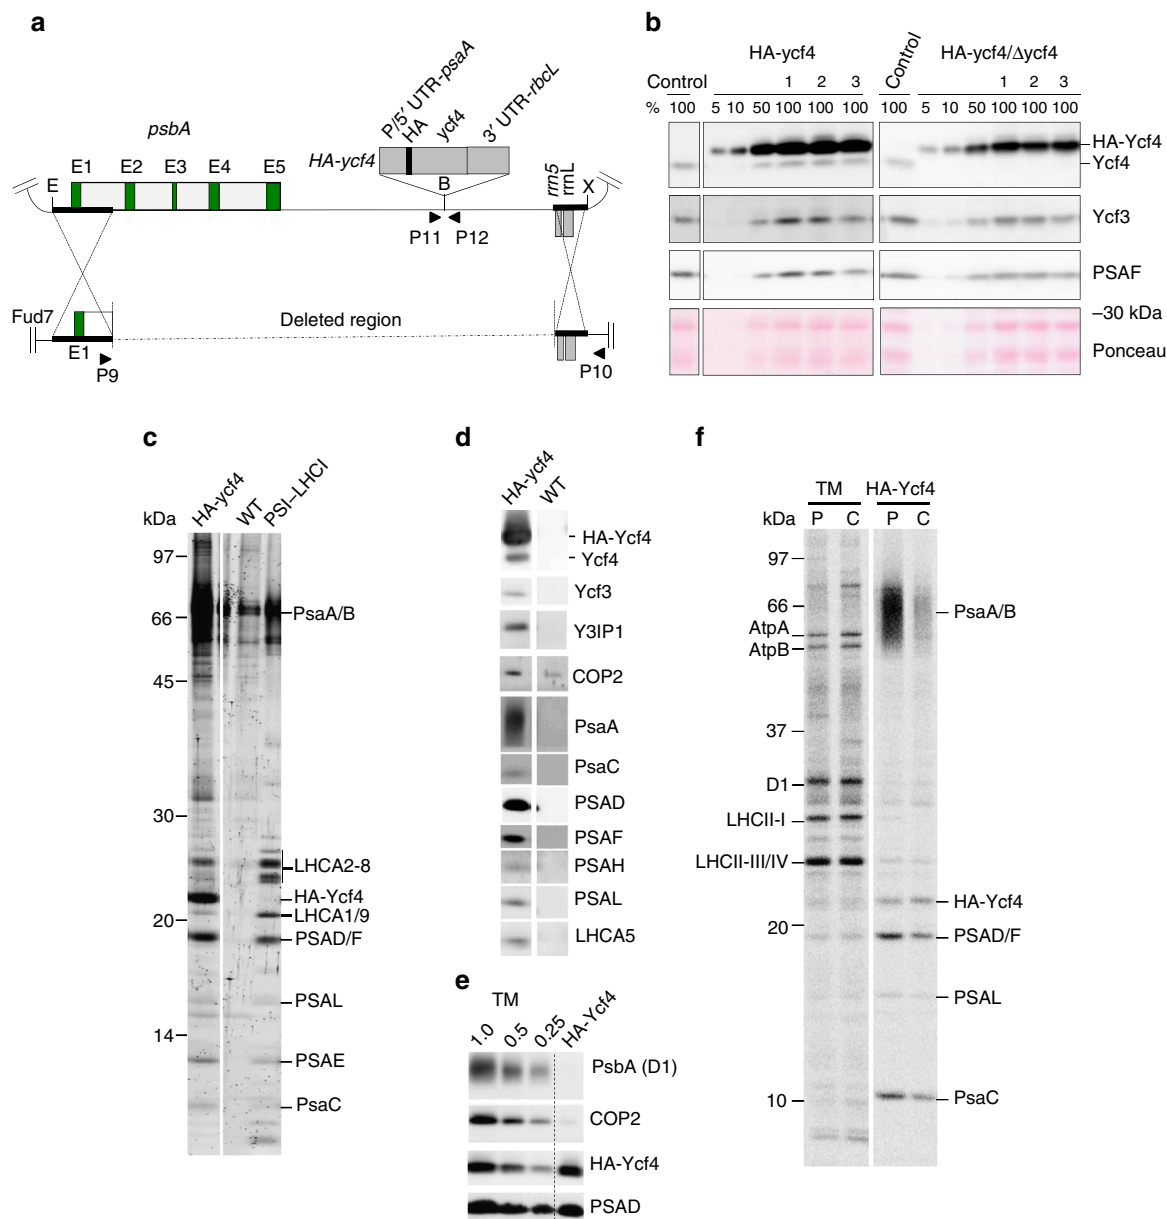 a
P/5′ UTR-psaA
HA
ycf4
3′ UTR-rbcL
psbA
HA-ycf4
E
E1
E2
E3
E4
E5
B
rrn5
rrnL
X
P11
P12
Fud7
Deleted region
E1
P9
P10
b
HA-ycf4
HA-ycf4/Δycf4
Control
1
2
3
Control
1
2
3
%
100
5
10
50
100
100
100
100
5
10
50
100
100
100
HA-Ycf4
Ycf4
Ycf3
PSAF
–30 kDa
Ponceau
c
HA-ycf4
WT
PSI–LHCI
kDa
97
66
45
30
20
14
PsaA/B
LHCA2-8
HA-Ycf4
LHCA1/9
PSAD/F
PSAL
PSAE
PsaC
d
HA-ycf4
WT
HA-Ycf4
Ycf4
Ycf3
Y3IP1
COP2
PsaA
PsaC
PSAD
PSAF
PSAH
PSAL
LHCA5
e
TM
1.0
0.5
0.25
HA-Ycf4
PsbA (D1)
COP2
HA-Ycf4
PSAD
f
TM
HA-Ycf4
kDa
P
C
P
C
97
66
AtpA
AtpB
37
D1
LHCII-I
LHCII-III/IV
20
10
PsaA/B
HA-Ycf4
PSAD/F
PSAL
PsaC